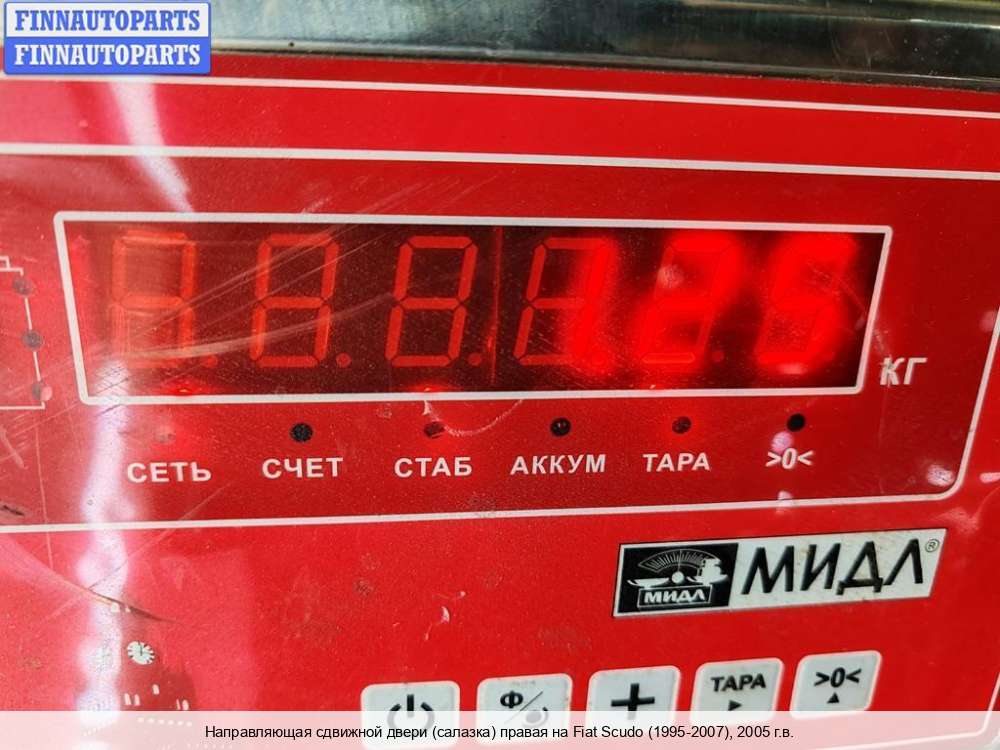 FINNAUTOPARTS
FINNAUTOPARTS
1.25
КГ
СЕТЬ СЧЕТ СТАБ АККУМ ТАРА >0<
МИДЛ МИДЛ®
Ф + ТАРА >0<
Направляющая сдвижной двери (салазка) правая на Fiat Scudo (1995-2007), 2005 г.в.